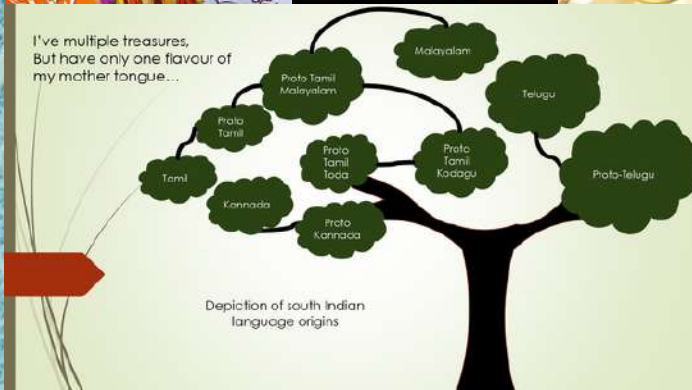 I've multiple treasures,
But have only one flavour of
my mother tongue...
Malayalam
Proto Tamil
Malayalam
Telugu
Proto
Tamil
Proto
Tamil
Toda
Proto
Tamil
Kodagu
Proto-Telugu
Tamil
Kannada
Proto
Kannada
Depiction of south Indian
language origins